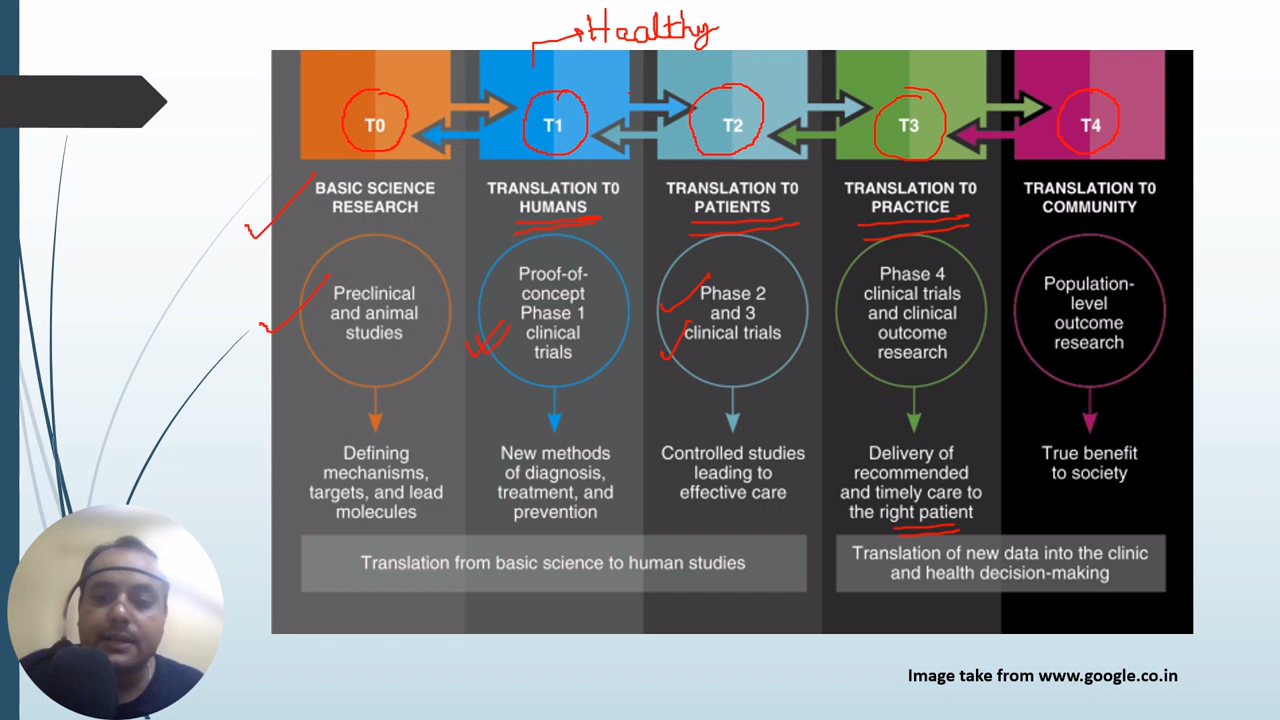 Healthy
T0
T1
T2
T3
T4
BASIC SCIENCE
RESEARCH
TRANSLATION T0
HUMANS
TRANSLATION T0
PATIENTS
TRANSLATION T0
PRACTICE
TRANSLATION T0
COMMUNITY
Preclinical
and animal
studies
Proof-of-
concept
Phase 1
clinical
trials
Phase 2
and 3
clinical trials
Phase 4
clinical trials
and clinical
outcome
research
Population-
level
outcome
research
Defining
mechanisms,
targets, and lead
molecules
New methods
of diagnosis,
treatment, and
prevention
Controlled studies
leading to
effective care
Delivery of
recommended
and timely care to
the right patient
True benefit
to society
Translation from basic science to human studies
Translation of new data into the clinic
and health decision-making
Image take from www.google.co.in